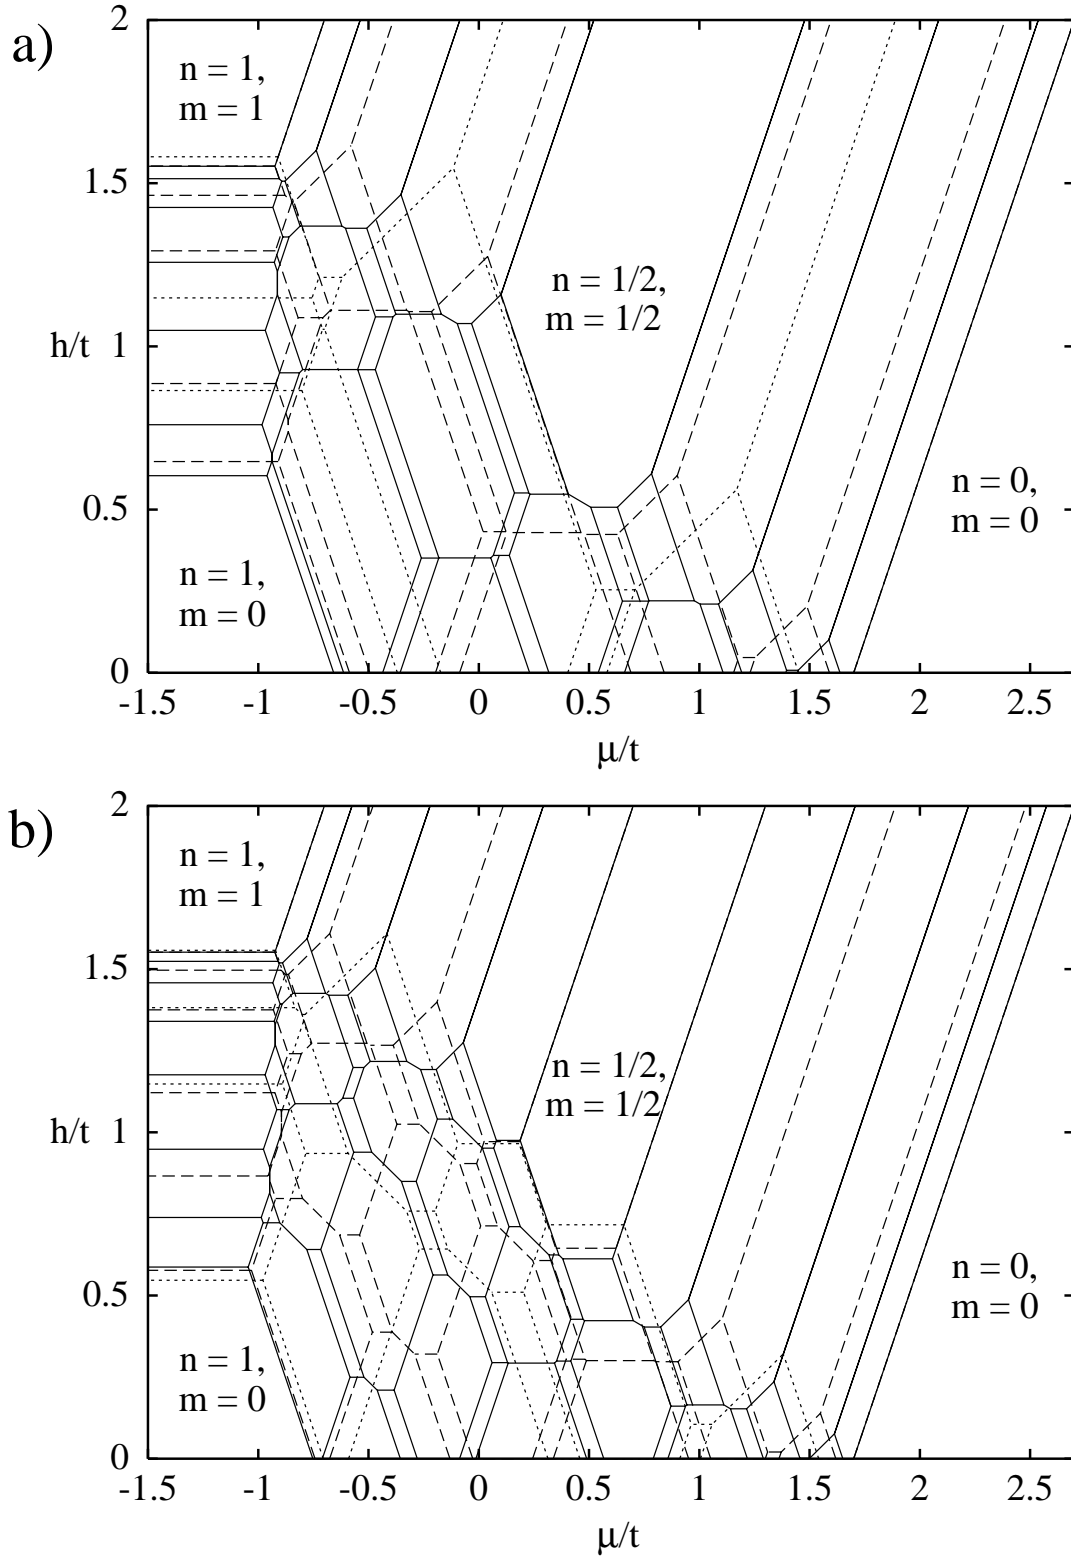 a)
2
n = 1,
m = 1
1.5
n = 1/2,
m = 1/2
h/t 1
0.5
n = 0,
m = 0
n = 1,
m = 0
0
-1.5 -1 -0.5 0 0.5 1 1.5 2 2.5
μ/t
b)
2
n = 1,
m = 1
1.5
n = 1/2,
m = 1/2
h/t 1
0.5
n = 0,
m = 0
n = 1,
m = 0
0
-1.5 -1 -0.5 0 0.5 1 1.5 2 2.5
μ/t